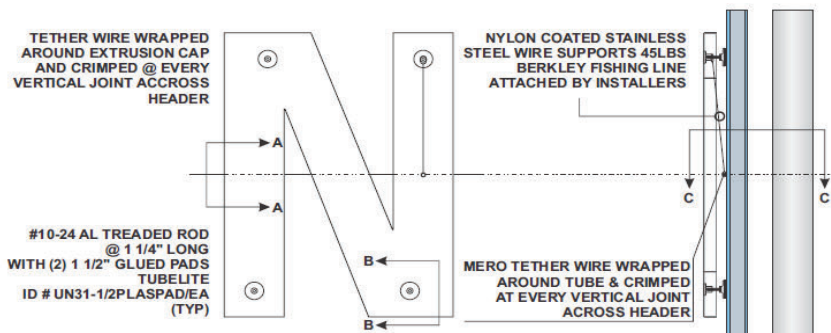 TETHER WIRE WRAPPED
AROUND EXTRUSION CAP
AND CRIMPED @ EVERY
VERTICAL JOINT ACCROSS
HEADER
NYLON COATED STAINLESS
STEEL WIRE SUPPORTS 45LBS
BERKLEY FISHING LINE
ATTACHED BY INSTALLERS
A
A
C
C
#10-24 AL TREADED ROD
@ 1 1/4" LONG
WITH (2) 1 1/2" GLUED PADS
TUBELITE
ID # UN31-1/2PLASPAD/EA
(TYP)
B
B
MERO TETHER WIRE WRAPPED
AROUND TUBE & CRIMPED
AT EVERY VERTICAL JOINT
ACROSS HEADER